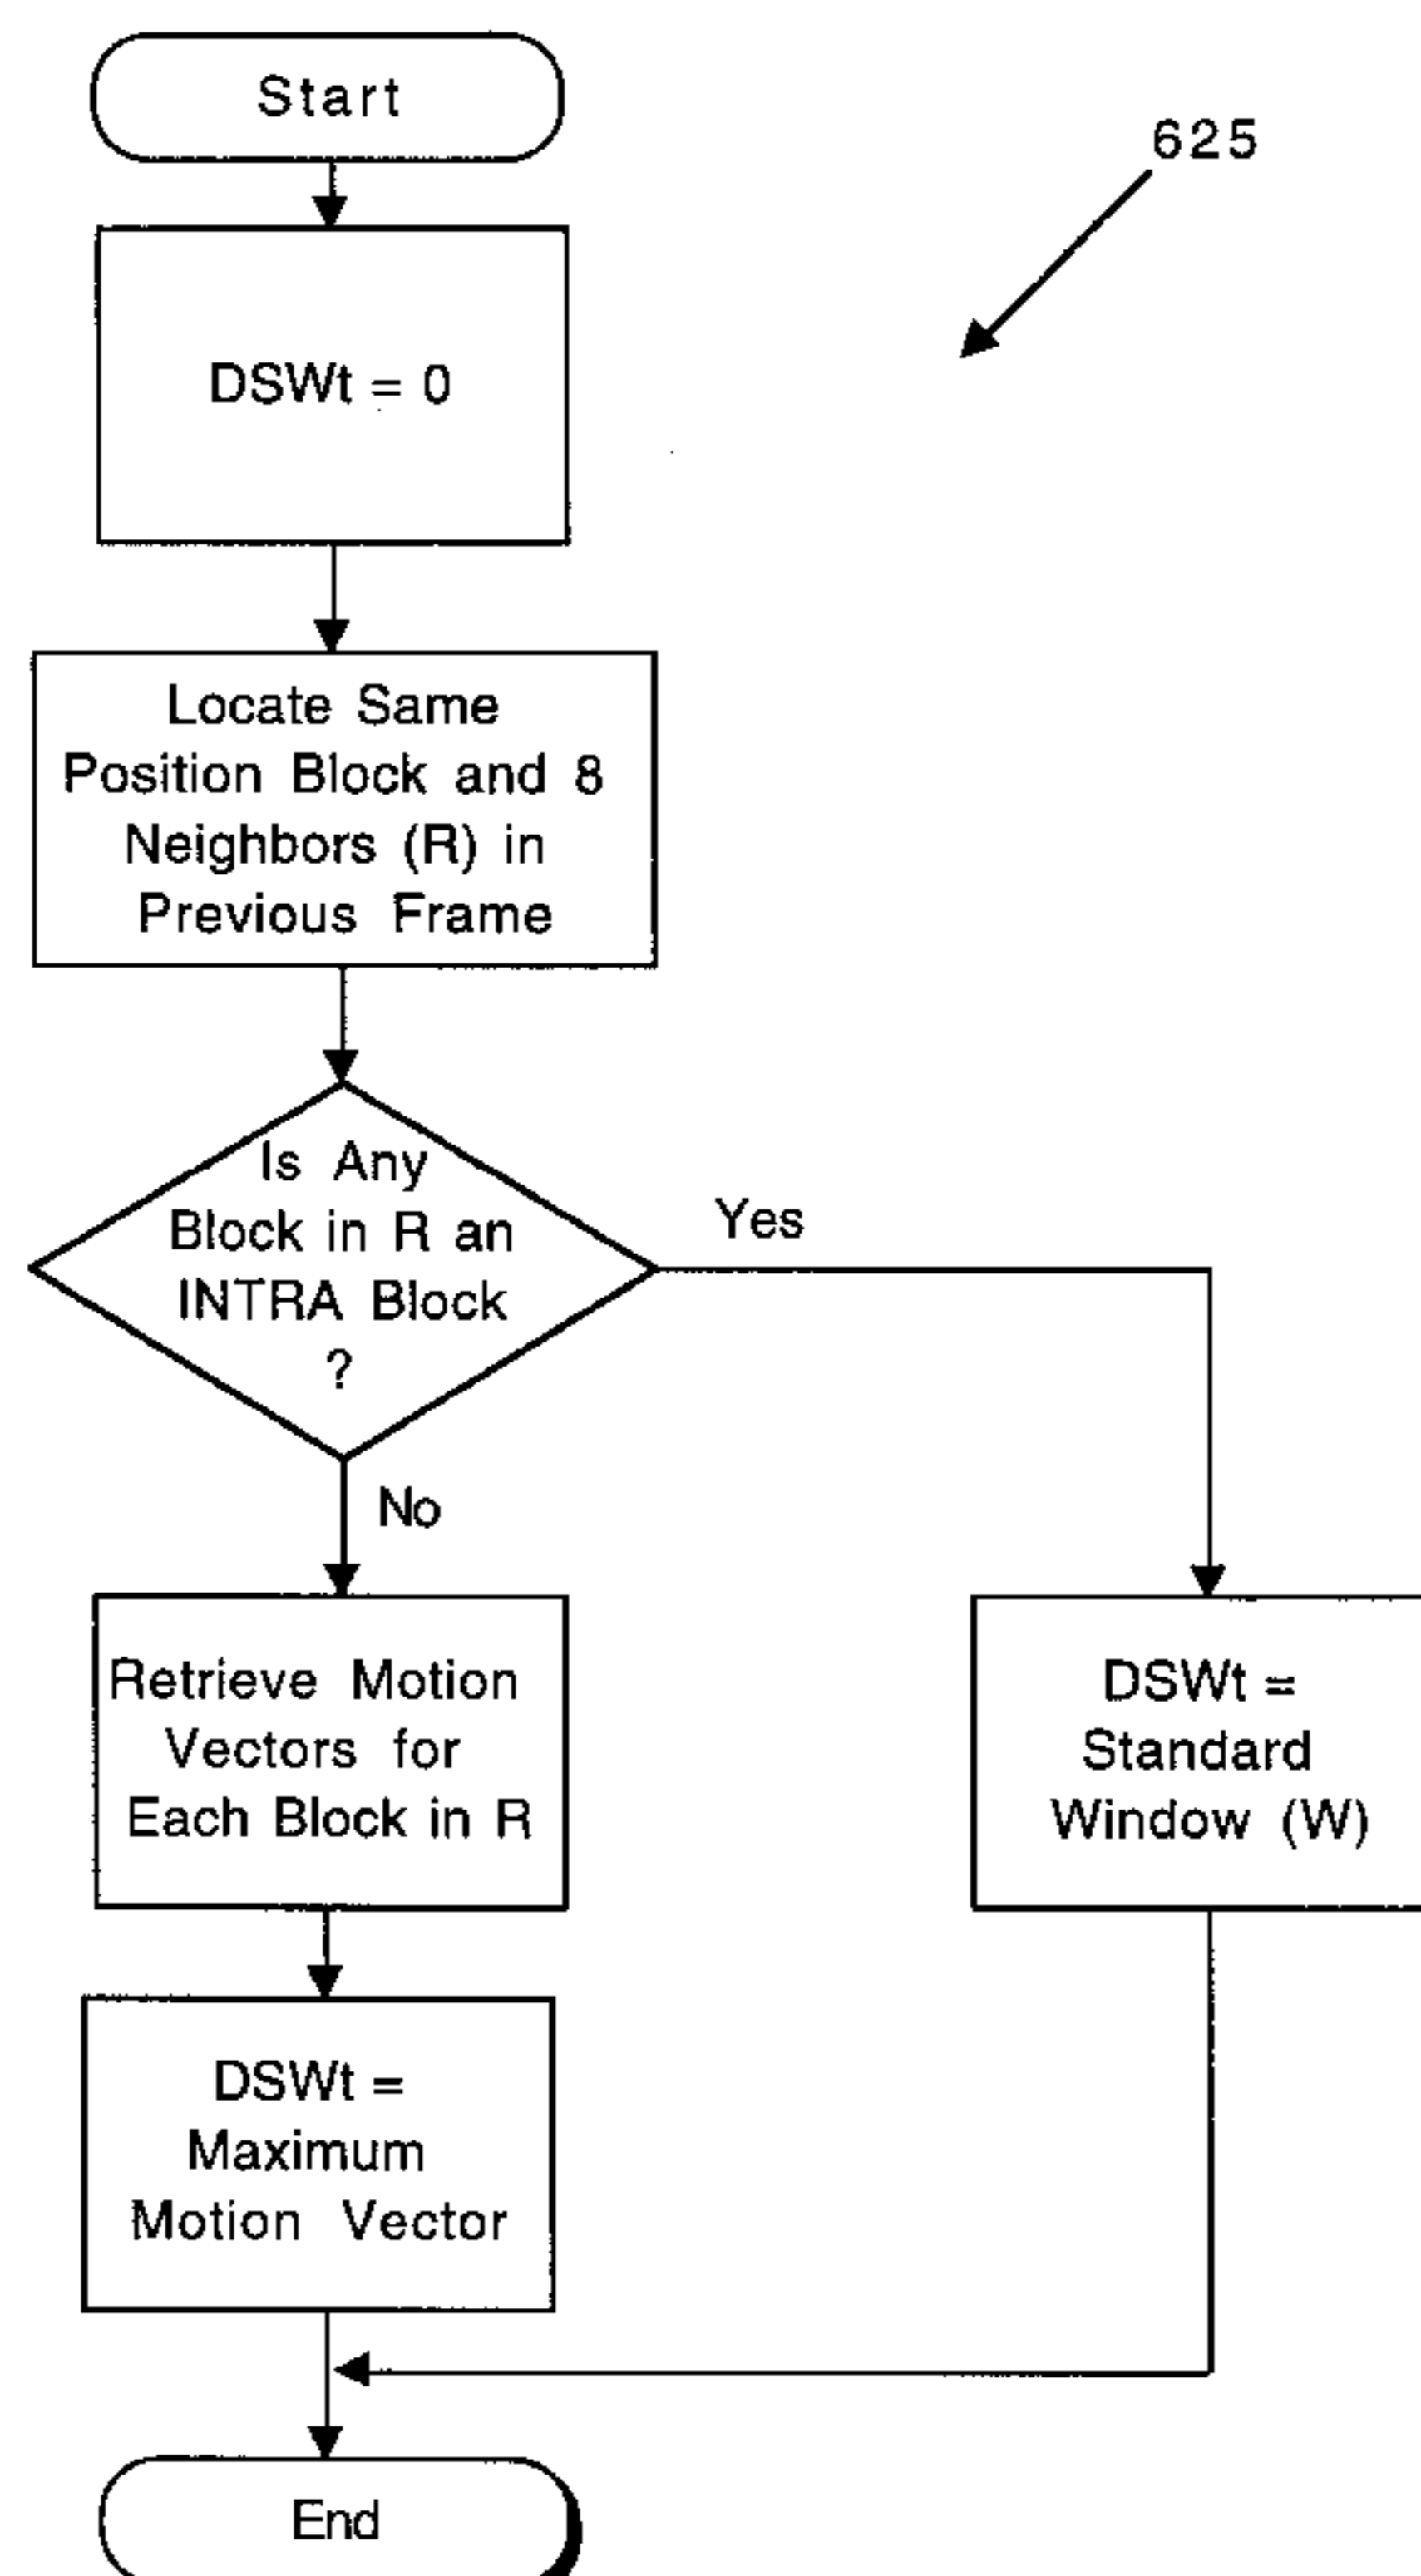 Start
625
DSWt = 0
Locate Same
Position Block and 8
Neighbors (R) in
Previous Frame
Is Any
Block in R an
INTRA Block
?
Yes
No
Retrieve Motion
Vectors for
Each Block in R
DSWt =
Standard
Window (W)
DSWt =
Maximum
Motion Vector
End